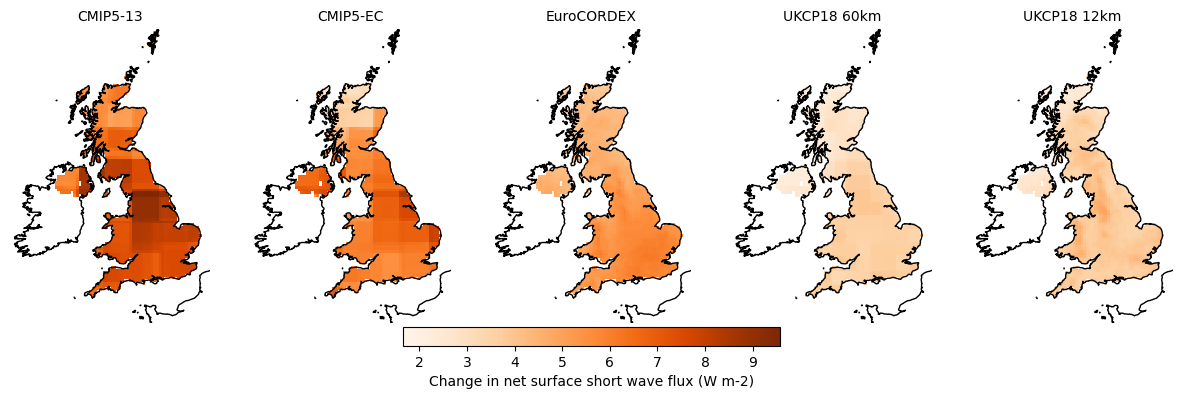 CMIP5-13
CMIP5-EC
EuroCORDEX
UKCP18 60km
UKCP18 12km
2 3 4 5 6 7 8 9
Change in net surface short wave flux (W m-2)